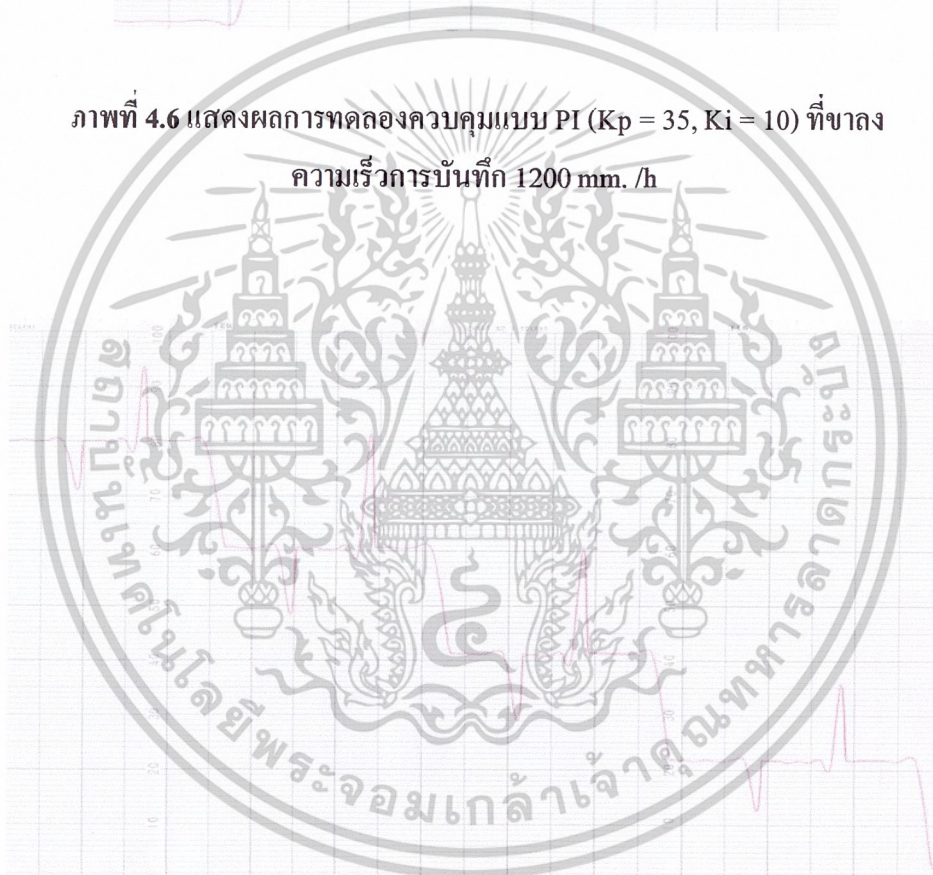 ภาพที่ 4.6 แสดงผลการทดลองควบคุมแบบ PI (Kp = 35, Ki = 10) ที่ขาลง
ความเร็วการบันทึก 1200 mm. /h
สถาบันเทคโนโลยีพระจอมเกล้าเจ้าคุณทหารลาดกระบัง